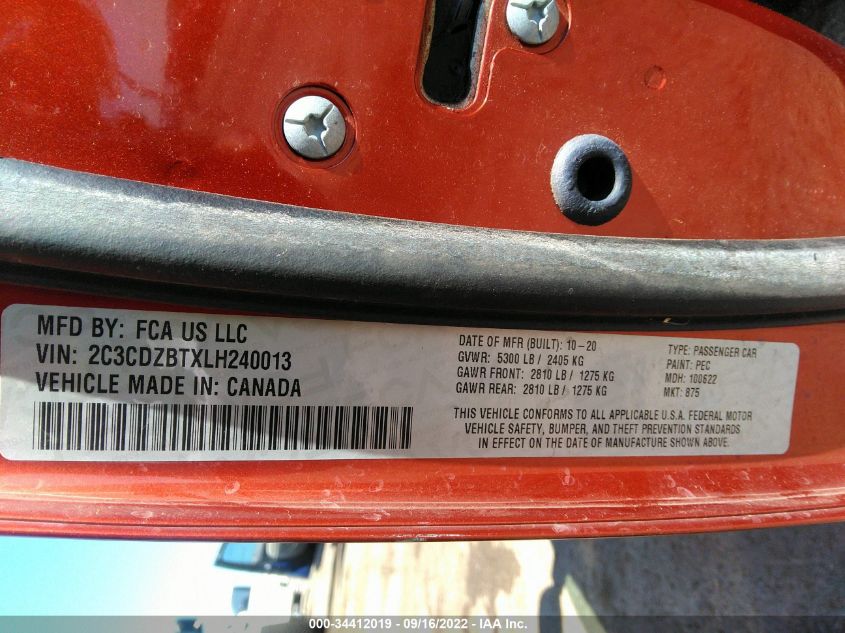 MFD BY: FCA US LLC
VIN: 2C3CDZBTXLH240013
VEHICLE MADE IN: CANADA
DATE OF MFR (BUILT): 10-20
GVWR: 5300 LB / 2405 KG
GAWR FRONT: 2810 LB / 1275 KG
GAWR REAR: 2810 LB / 1275 KG
TYPE: PASSENGER CAR
PAINT: PEC
MDH: 100622
MKT: 875
THIS VEHICLE CONFORMS TO ALL APPLICABLE U.S.A. FEDERAL MOTOR
VEHICLE SAFETY, BUMPER, AND THEFT PREVENTION STANDARDS
IN EFFECT ON THE DATE OF MANUFACTURE SHOWN ABOVE.
000-34412019 - 09/16/2022 - IAA Inc.